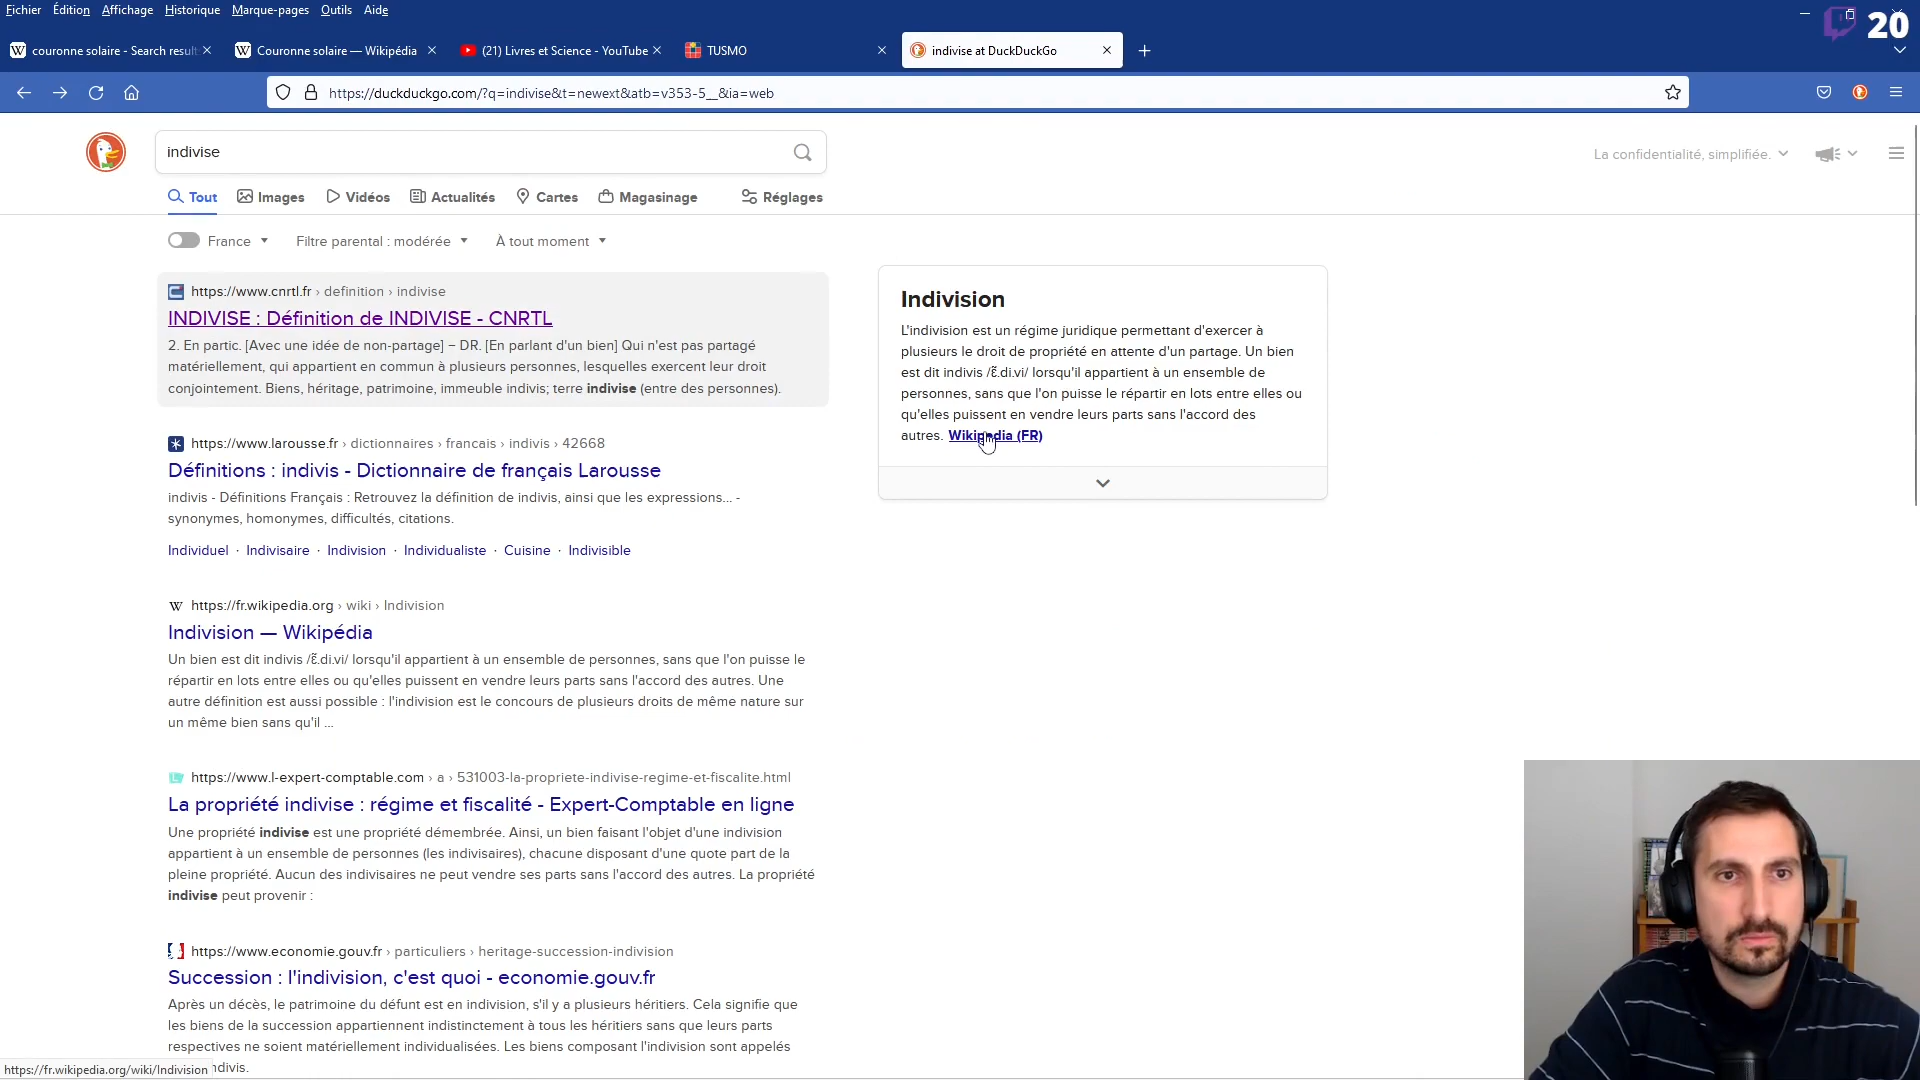 Fichier Édition Affichage Historique Marque-pages Outils Aide
20
couronne solaire - Search result
Couronne solaire — Wikipédia
(21) Livres et Science - YouTube
TUSMO
indivise at DuckDuckGo
https://duckduckgo.com/?q=indivise&t=newext&atb=v353-5__&ia=web
indivise
La confidentialité, simplifiée.
Tout Images Vidéos Actualités Cartes Magasinage Réglages
France Filtre parental : modérée À tout moment
https://www.cnrtl.fr › definition › indivise
INDIVISE : Définition de INDIVISE - CNRTL
2. En partic. [Avec une idée de non-partage] − DR. [En parlant d'un bien] Qui n'est pas partagé
matériellement, qui appartient en commun à plusieurs personnes, lesquelles exercent leur droit
conjointement. Biens, héritage, patrimoine, immeuble indivis; terre indivise (entre des personnes).
https://www.larousse.fr › dictionnaires › francais › indivis › 42668
Définitions : indivis - Dictionnaire de français Larousse
indivis - Définitions Français : Retrouvez la définition de indivis, ainsi que les expressions... -
synonymes, homonymes, difficultés, citations.
Individuel · Indivisaire · Indivision · Individualiste · Cuisine · Indivisible
W https://fr.wikipedia.org › wiki › Indivision
Indivision — Wikipédia
Un bien est dit indivis /ɛ̃.di.vi/ lorsqu'il appartient à un ensemble de personnes, sans que l'on puisse le
répartir en lots entre elles ou qu'elles puissent en vendre leurs parts sans l'accord des autres. Une
autre définition est aussi possible : l'indivision est le concours de plusieurs droits de même nature sur
un même bien sans qu'il ...
https://www.l-expert-comptable.com › a › 531003-la-propriete-indivise-regime-et-fiscalite.html
La propriété indivise : régime et fiscalité - Expert-Comptable en ligne
Une propriété indivise est une propriété démembrée. Ainsi, un bien faisant l'objet d'une indivision
appartient à un ensemble de personnes (les indivisaires), chacune disposant d'une quote part de la
pleine propriété. Aucun des indivisaires ne peut vendre ses parts sans l'accord des autres. La propriété
indivise peut provenir :
https://www.economie.gouv.fr › particuliers › heritage-succession-indivision
Succession : l'indivision, c'est quoi - economie.gouv.fr
Après un décès, le patrimoine du défunt est en indivision, s'il y a plusieurs héritiers. Cela signifie que
les biens de la succession appartiennent indistinctement à tous les héritiers sans que leurs parts
respectives ne soient matériellement individualisées. Les biens composant l'indivision sont appelés
ndivis.
https://fr.wikipedia.org/wiki/Indivision
Indivision
L'indivision est un régime juridique permettant d'exercer à
plusieurs le droit de propriété en attente d'un partage. Un bien
est dit indivis /ɛ̃.di.vi/ lorsqu'il appartient à un ensemble de
personnes, sans que l'on puisse le répartir en lots entre elles ou
qu'elles puissent en vendre leurs parts sans l'accord des
autres. Wikipedia (FR)